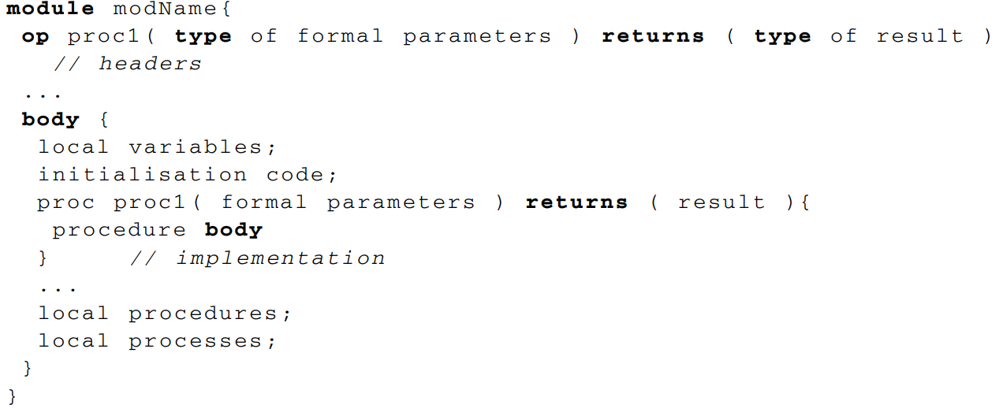 module modName{
op proc1( type of formal parameters ) returns ( type of result )
// headers
...
body {
local variables;
initialisation code;
proc proc1( formal parameters ) returns ( result ){
procedure body
} // implementation
...
local procedures;
local processes;
}
}